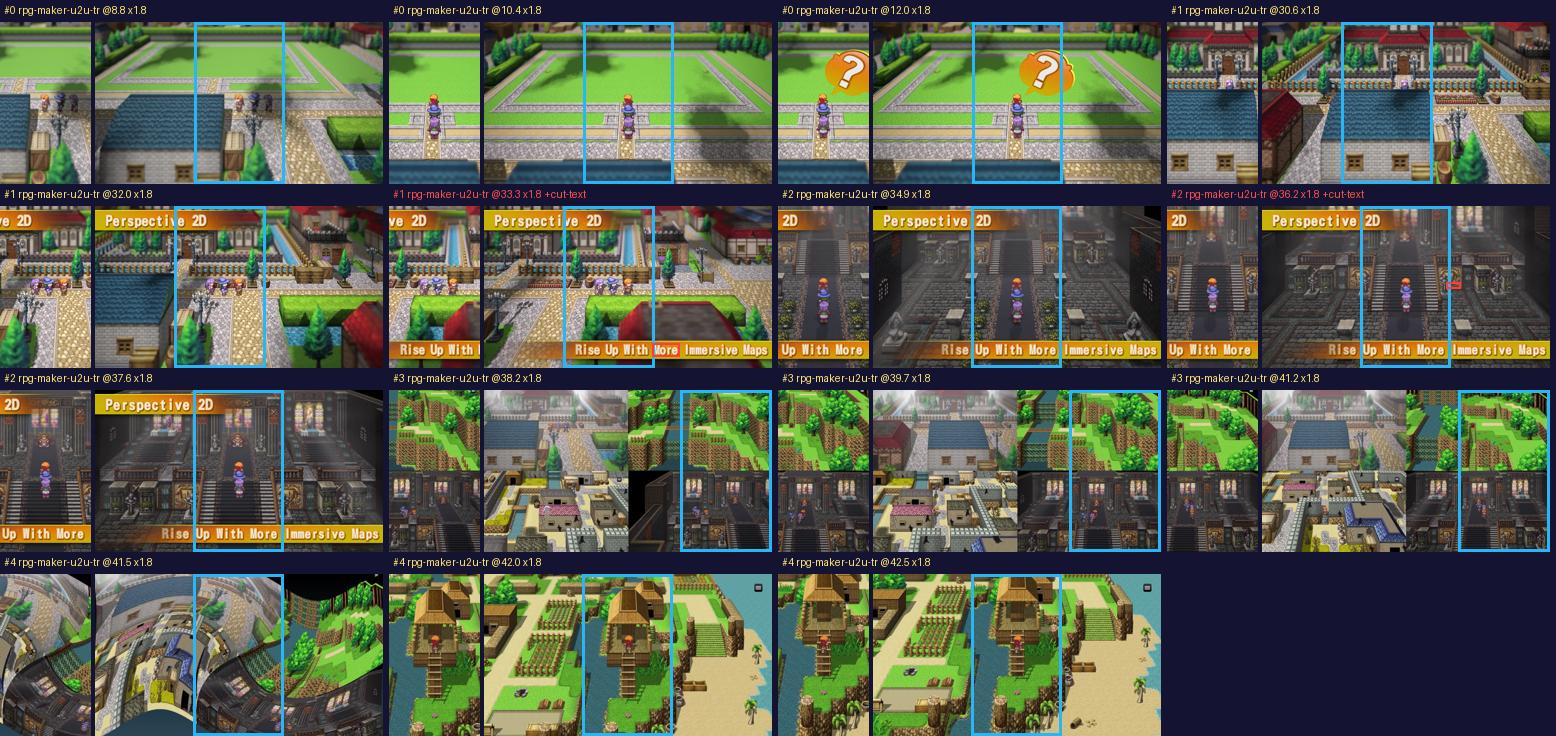 #0 rpg-maker-u2u-tr @8.8 x1.8
#0 rpg-maker-u2u-tr @10.4 x1.8
#0 rpg-maker-u2u-tr @12.0 x1.8
#1 rpg-maker-u2u-tr @30.6 x1.8
?
?
#1 rpg-maker-u2u-tr @32.0 x1.8
#1 rpg-maker-u2u-tr @33.3 x1.8 +cut-text
#2 rpg-maker-u2u-tr @34.9 x1.8
#2 rpg-maker-u2u-tr @36.2 x1.8 +cut-text
ve 2D
Perspective 2D
ve 2D
Perspective 2D
2D
Perspective 2D
2D
Perspective 2D
Rise Up With
Rise Up With More Immersive Maps
Up With More
Rise Up With More Immersive Maps
Up With More
Rise Up With More Immersive Maps
#2 rpg-maker-u2u-tr @37.6 x1.8
#3 rpg-maker-u2u-tr @38.2 x1.8
#3 rpg-maker-u2u-tr @39.7 x1.8
#3 rpg-maker-u2u-tr @41.2 x1.8
2D
Perspective 2D
Up With More
Rise Up With More Immersive Maps
#4 rpg-maker-u2u-tr @41.5 x1.8
#4 rpg-maker-u2u-tr @42.0 x1.8
#4 rpg-maker-u2u-tr @42.5 x1.8